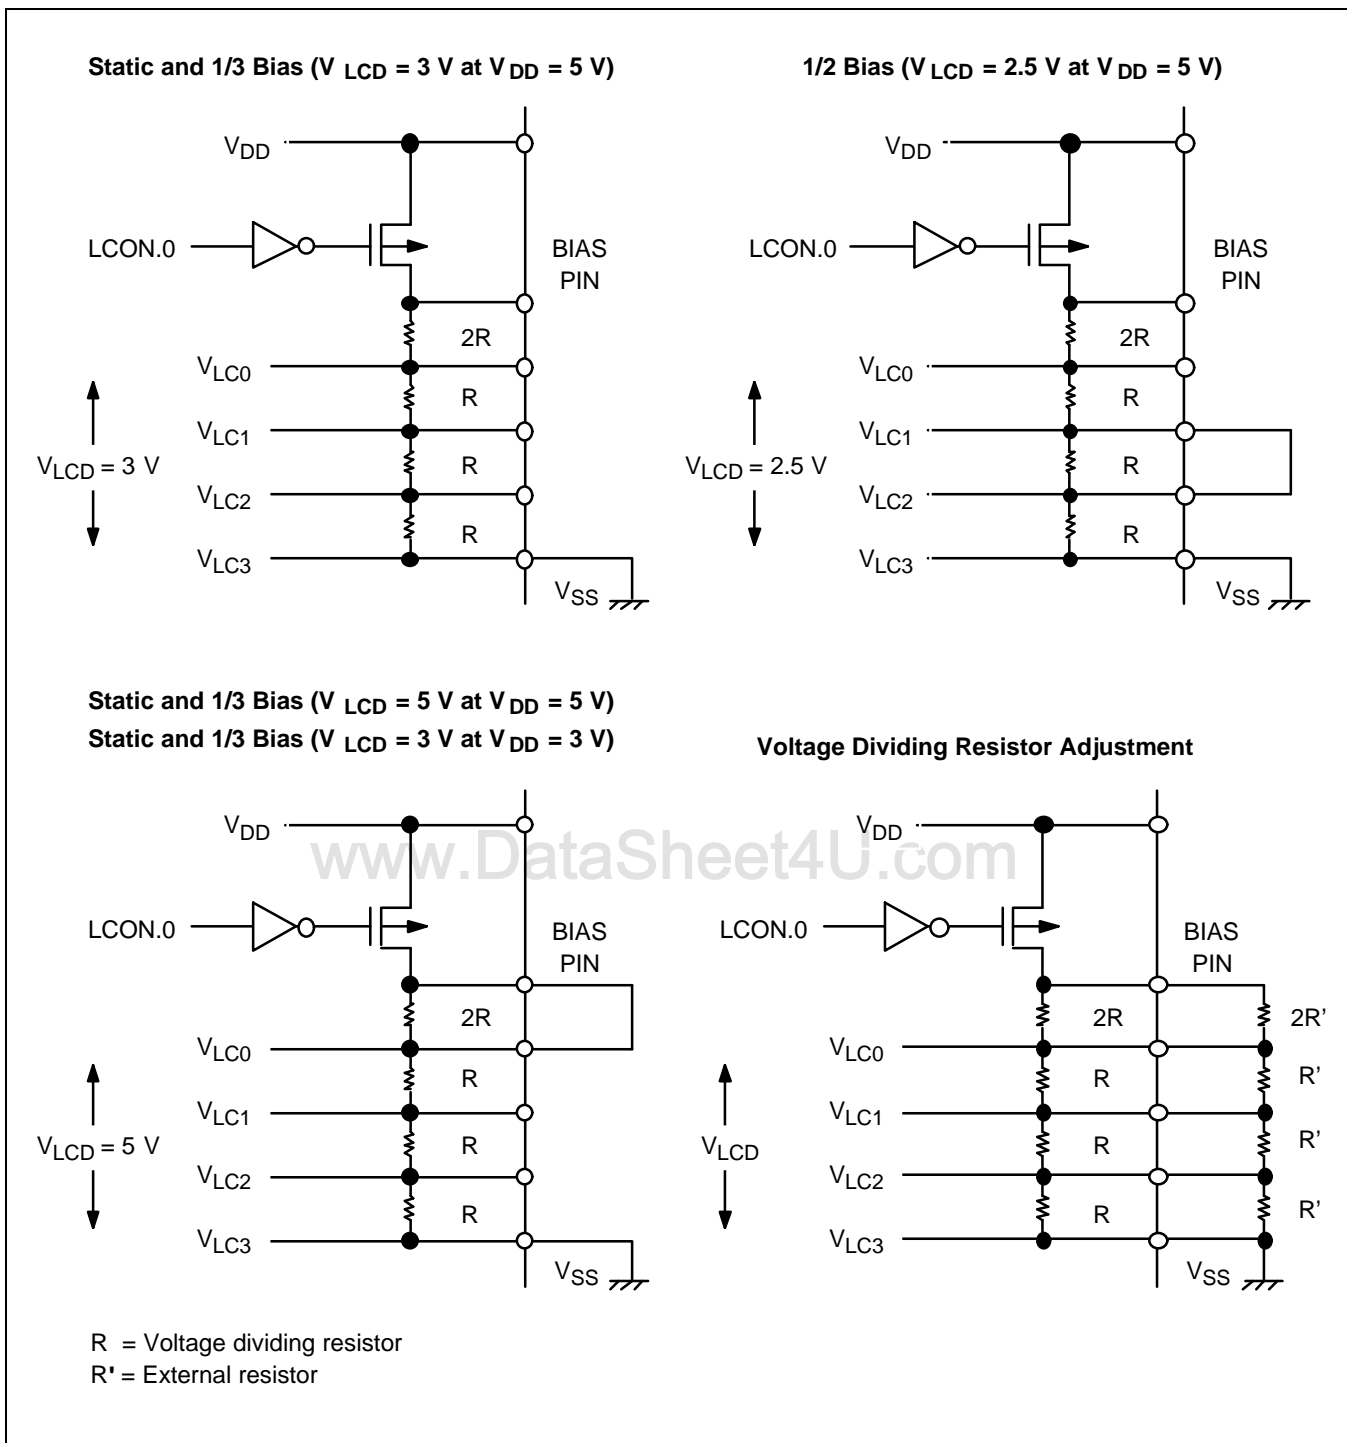 Static and 1/3 Bias (V LCD = 3 V at V DD = 5 V)
VDD
LCON.0
BIAS
PIN
2R
VLC0
R
VLC1
VLCD = 3 V
R
VLC2
R
VLC3
VSS
1/2 Bias (V LCD = 2.5 V at V DD = 5 V)
VDD
LCON.0
BIAS
PIN
2R
VLC0
R
VLC1
VLCD = 2.5 V
R
VLC2
R
VLC3
VSS
Static and 1/3 Bias (V LCD = 5 V at V DD = 5 V)
Static and 1/3 Bias (V LCD = 3 V at V DD = 3 V)
VDD
LCON.0
BIAS
PIN
2R
VLC0
R
VLC1
VLCD = 5 V
R
VLC2
R
VLC3
VSS
Voltage Dividing Resistor Adjustment
VDD
LCON.0
BIAS
PIN
2R
2R’
VLC0
R
R’
VLC1
VLCD
R
R’
VLC2
R
R’
VLC3
VSS
www.DataSheet4U.com
R = Voltage dividing resistor
R' = External resistor